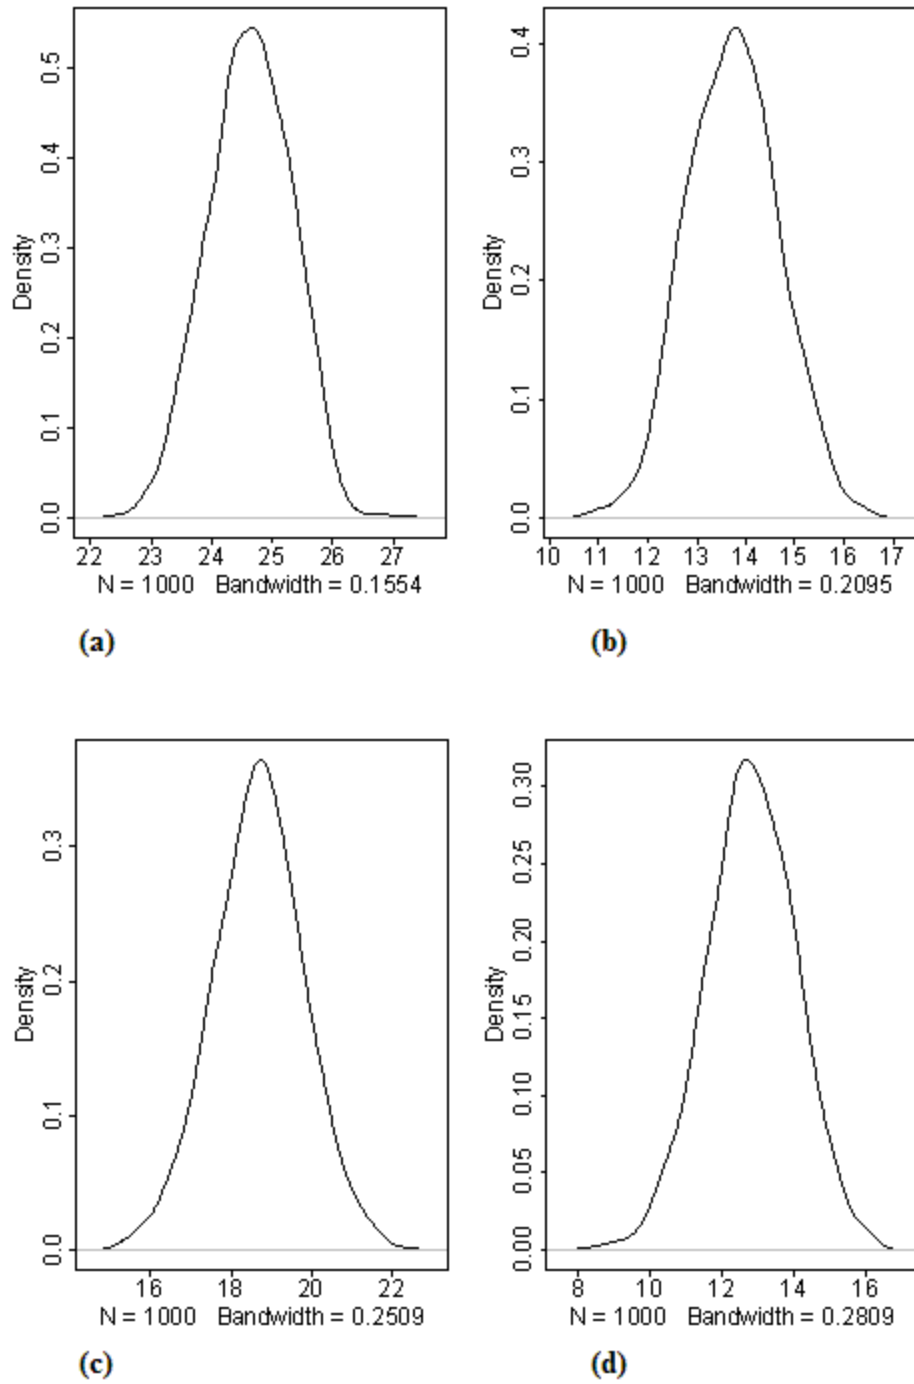 Density
0.0 0.1 0.2 0.3 0.4 0.5
22 23 24 25 26 27
N = 1000 Bandwidth = 0.1554
(a)
Density
0.0 0.1 0.2 0.3 0.4
10 11 12 13 14 15 16 17
N = 1000 Bandwidth = 0.2095
(b)
Density
0.0 0.1 0.2 0.3
16 18 20 22
N = 1000 Bandwidth = 0.2509
(c)
Density
0.00 0.05 0.10 0.15 0.20 0.25 0.30
8 10 12 14 16
N = 1000 Bandwidth = 0.2809
(d)